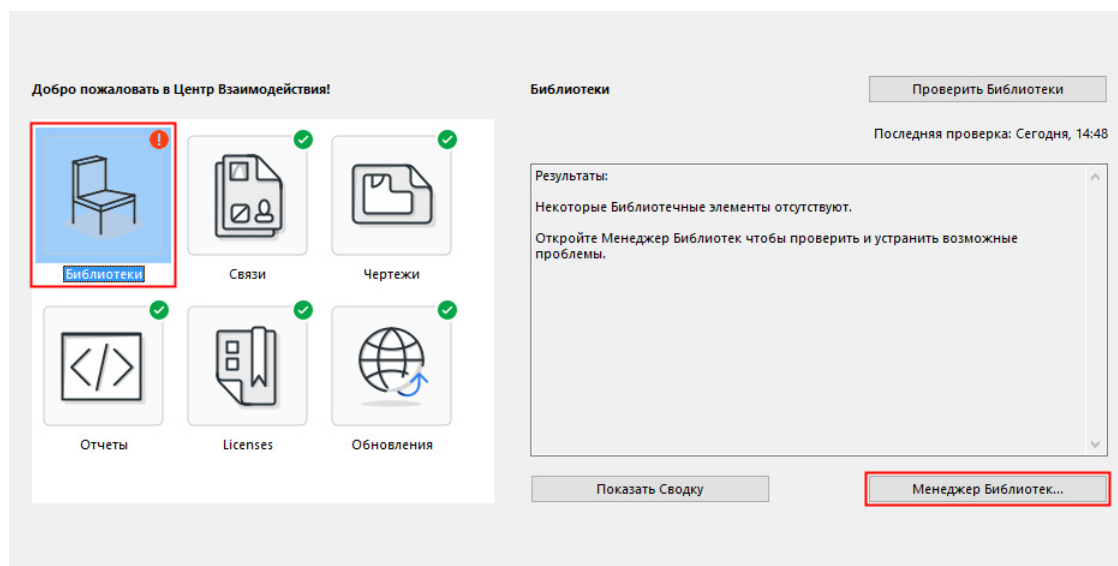 Добро пожаловать в Центр Взаимодействия!
Библиотеки
Связи
Чертежи
Отчеты
Licenses
Обновления
Библиотеки
Проверить Библиотеки
Последняя проверка: Сегодня, 14:48
Результаты:
Некоторые Библиотечные элементы отсутствуют.
Откройте Менеджер Библиотек чтобы проверить и устранить возможные
проблемы.
Показать Сводку
Менеджер Библиотек...